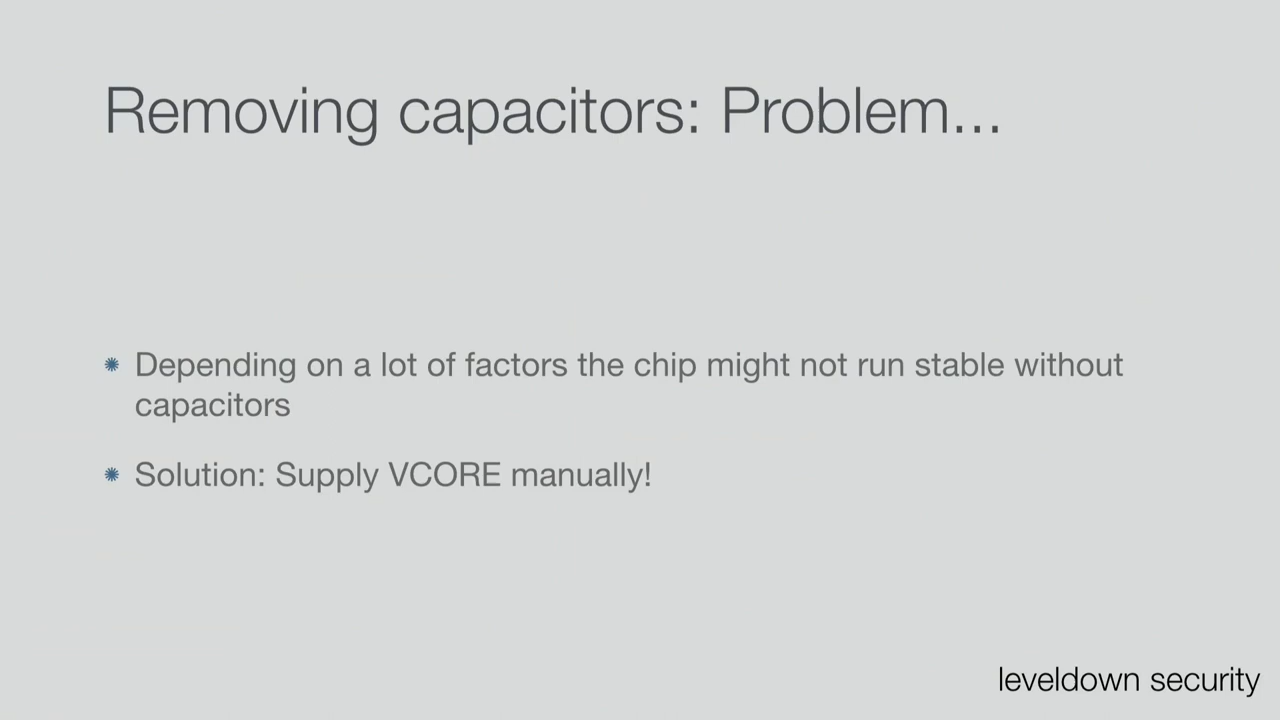 Removing capacitors: Problem...
Depending on a lot of factors the chip might not run stable without
capacitors
Solution: Supply VCORE manually!
leveldown security